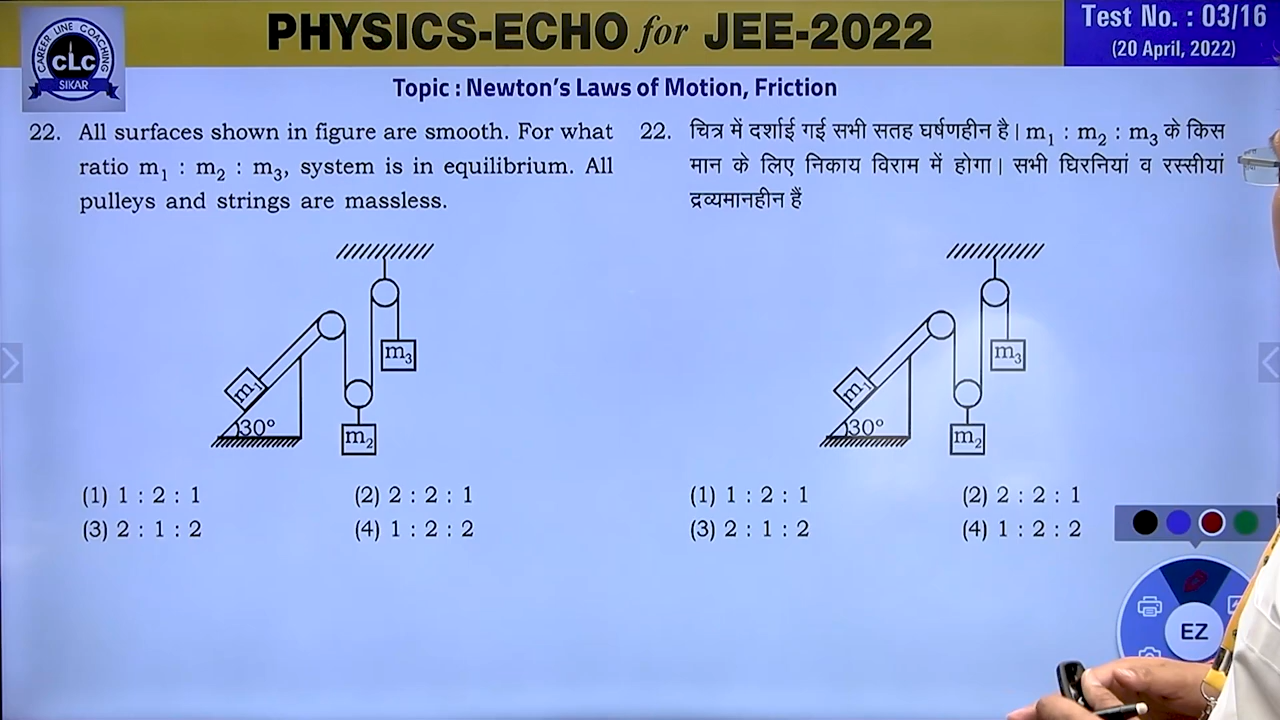 PHYSICS-ECHO for JEE-2022
Test No. : 03/16
(20 April, 2022)
CAREER LINE COACHING
CLC
SIKAR
Topic : Newton's Laws of Motion, Friction
22. All surfaces shown in figure are smooth. For what
ratio m₁ : m₂ : m₃, system is in equilibrium. All
pulleys and strings are massless.
m₁
30°
m₂
m₃
(1) 1 : 2 : 1 (2) 2 : 2 : 1
(3) 2 : 1 : 2 (4) 1 : 2 : 2
22. चित्र में दर्शाई गई सभी सतह घर्षणहीन है। m₁ : m₂ : m₃ के किस
मान के लिए निकाय विराम में होगा। सभी घिरनियां व रस्सीयां
द्रव्यमानहीन हैं
m₁
30°
m₂
m₃
(1) 1 : 2 : 1 (2) 2 : 2 : 1
(3) 2 : 1 : 2 (4) 1 : 2 : 2
EZ